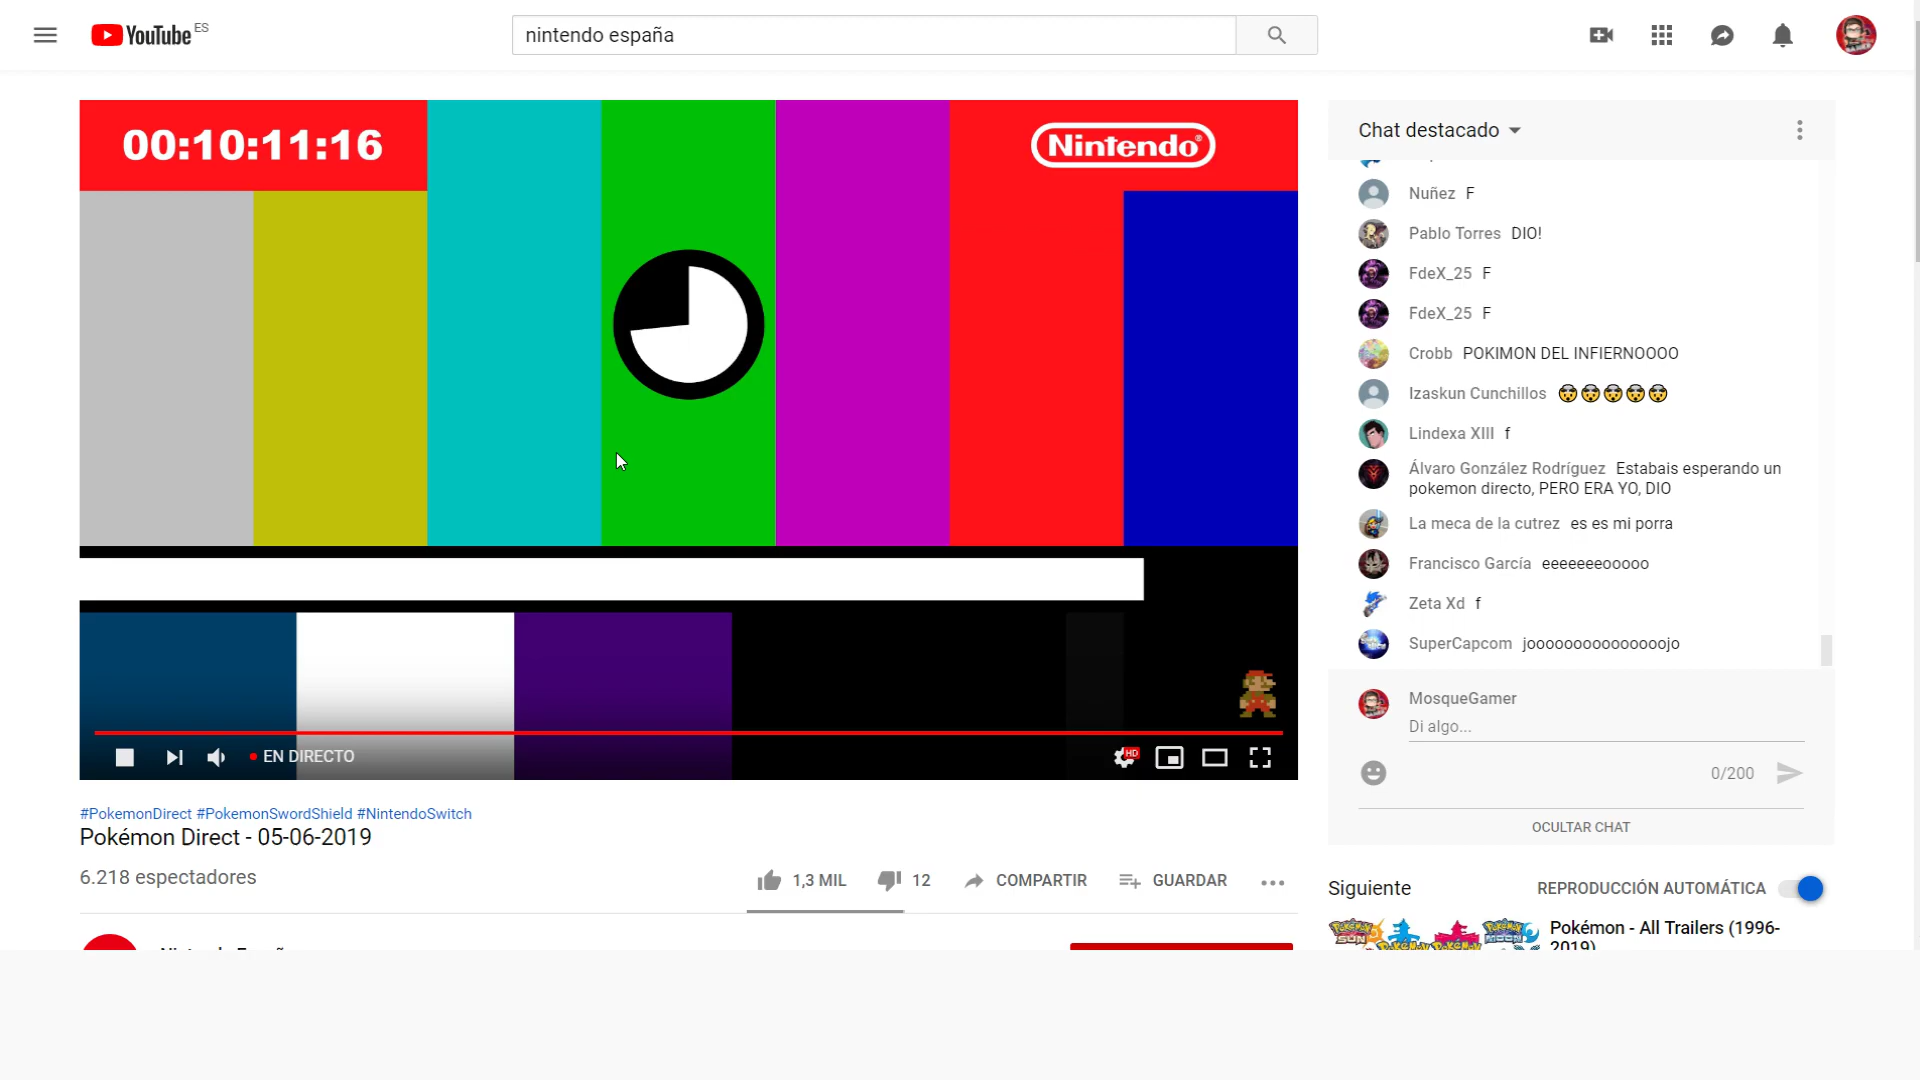 YouTube ES
nintendo españa
00:10:11:16
Nintendo®
EN DIRECTO
HD
#PokemonDirect #PokemonSwordShield #NintendoSwitch
Pokémon Direct - 05-06-2019
6.218 espectadores
1,3 MIL
12
COMPARTIR
GUARDAR
Chat destacado
Nuñez F
Pablo Torres DIO!
FdeX_25 F
FdeX_25 F
Crobb POKIMON DEL INFIERNOOOO
Izaskun Cunchillos 🤯🤯🤯🤯🤯
Lindexa XIII f
Álvaro González Rodríguez Estabais esperando un
pokemon directo, PERO ERA YO, DIO
La meca de la cutrez es es mi porra
Francisco García eeeeeeeooooo
Zeta Xd f
SuperCapcom jooooooooooooooojo
MosqueGamer
Di algo...
0/200
OCULTAR CHAT
Siguiente
REPRODUCCIÓN AUTOMÁTICA
Pokémon - All Trailers (1996-
2019)